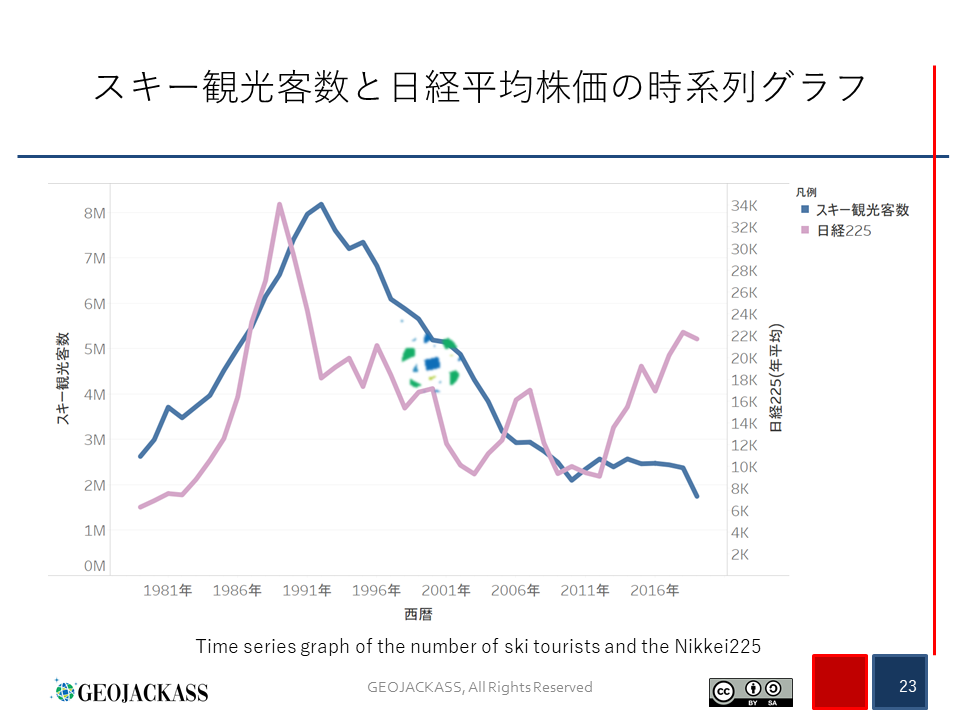 スキー観光客数と日経平均株価の時系列グラフ
凡例
スキー観光客数
日経225
スキー観光客数
8M
7M
6M
5M
4M
3M
2M
1M
0M
34K
32K
30K
28K
26K
24K
22K
20K
18K
16K
14K
12K
10K
8K
6K
4K
2K
日経225(年平均)
1981年 1986年 1991年 1996年 2001年 2006年 2011年 2016年
西暦
Time series graph of the number of ski tourists and the Nikkei225
GEOJACKASS
GEOJACKASS, All Rights Reserved
cc BY SA
23